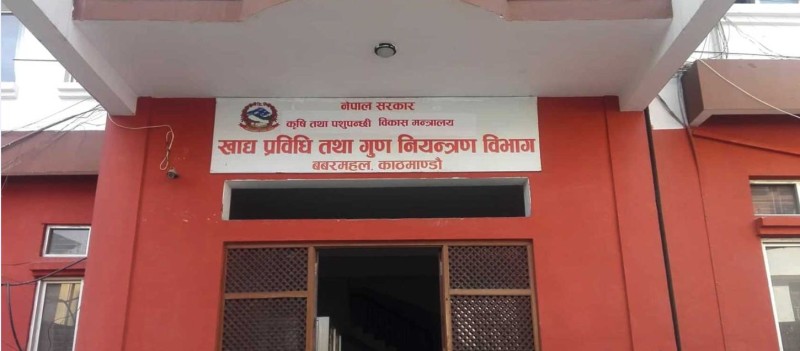 नेपाल सरकार
कृषि तथा पशुपन्छी विकास मन्त्रालय
खाद्य प्रविधि तथा गुण नियन्त्रण विभाग
बबरमहल, काठमाण्डौ